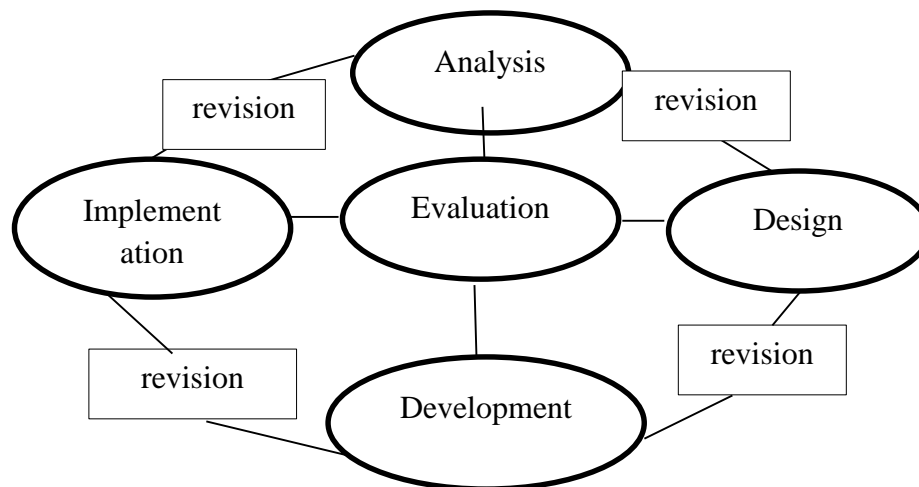 Analysis
revision
revision
Implement
ation
Evaluation
Design
revision
revision
Development